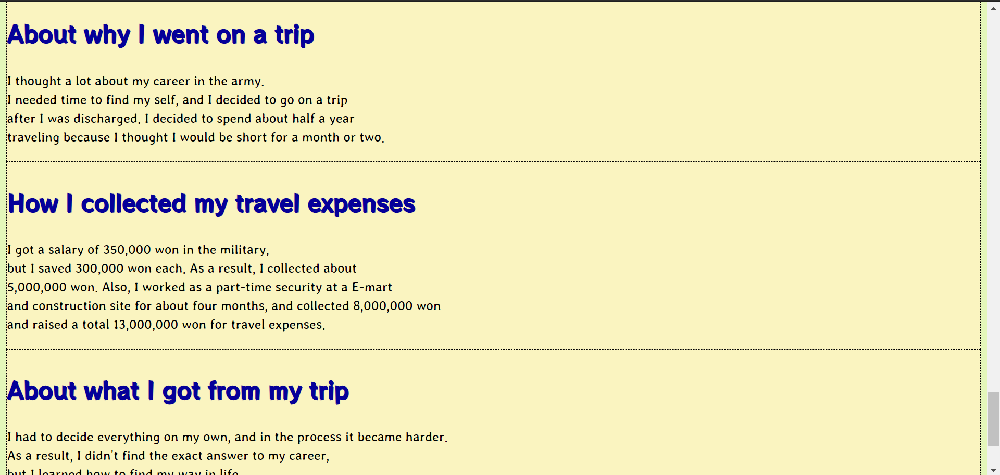 About why I went on a trip
I thought a lot about my career in the army.
I needed time to find my self, and I decided to go on a trip
after I was discharged. I decided to spend about half a year
traveling because I thought I would be short for a month or two.
How I collected my travel expenses
I got a salary of 350,000 won in the military,
but I saved 300,000 won each. As a result, I collected about
5,000,000 won. Also, I worked as a part-time security at a E-mart
and construction site for about four months, and collected 8,000,000 won
and raised a total 13,000,000 won for travel expenses.
About what I got from my trip
I had to decide everything on my own, and in the process it became harder.
As a result, I didn't find the exact answer to my career,
but I learned how to find my way in life